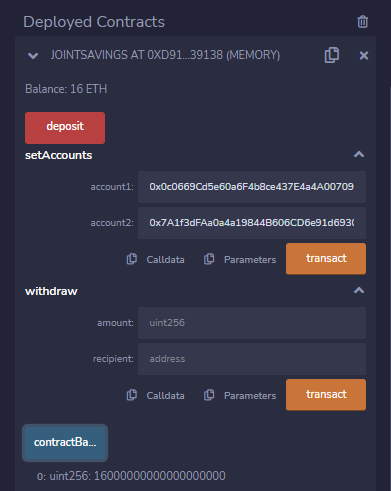 Deployed Contracts
JOINTSAVINGS AT 0XD91...39138 (MEMORY)
Balance: 16 ETH
deposit
setAccounts
account1: 0x0c0669Cd5e60a6F4b8ce437E4a4A00709
account2: 0x7A1f3dFAa0a4a19844B606CD6e91d6930
Calldata Parameters transact
withdraw
amount: uint256
recipient: address
Calldata Parameters transact
contractBa...
0: uint256: 16000000000000000000